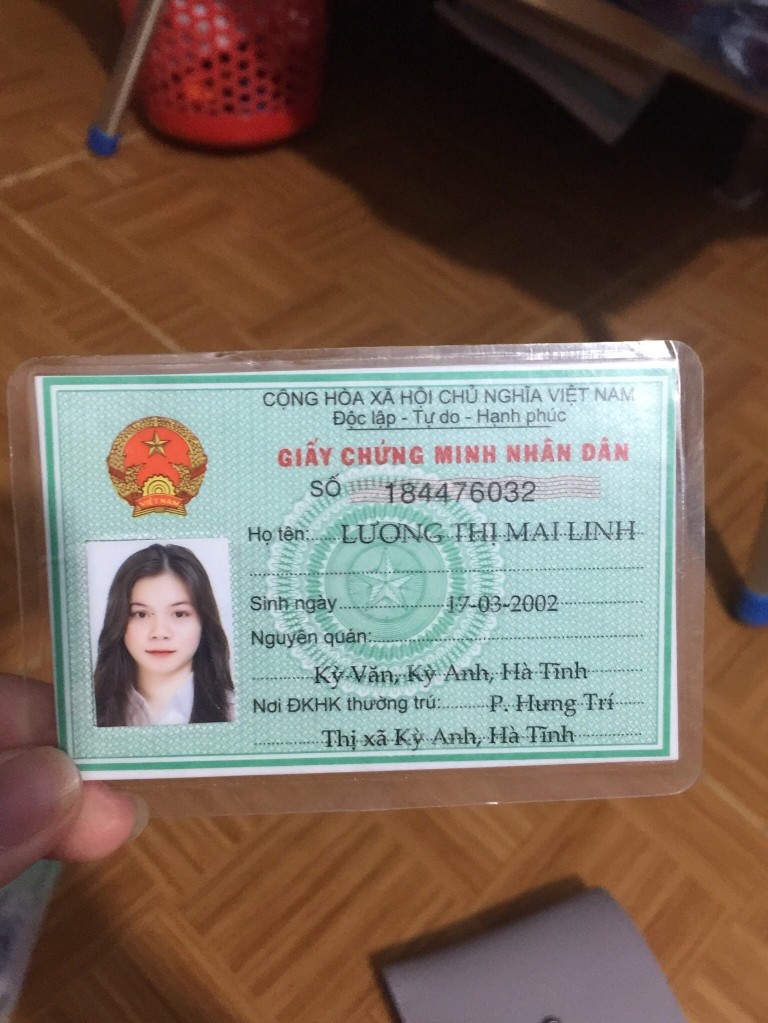 CỘNG HÒA XÃ HỘI CHỦ NGHĨA VIỆT NAM
Độc lập - Tự do - Hạnh phúc
GIẤY CHỨNG MINH NHÂN DÂN
SỐ 184476032
Họ tên: LƯƠNG THỊ MAI LINH
Sinh ngày 17-03-2002
Nguyên quán:
Kỳ Văn, Kỳ Anh, Hà Tĩnh
Nơi ĐKHK thường trú: P. Hưng Trí
Thị xã Kỳ Anh, Hà Tĩnh
VIỆT NAM